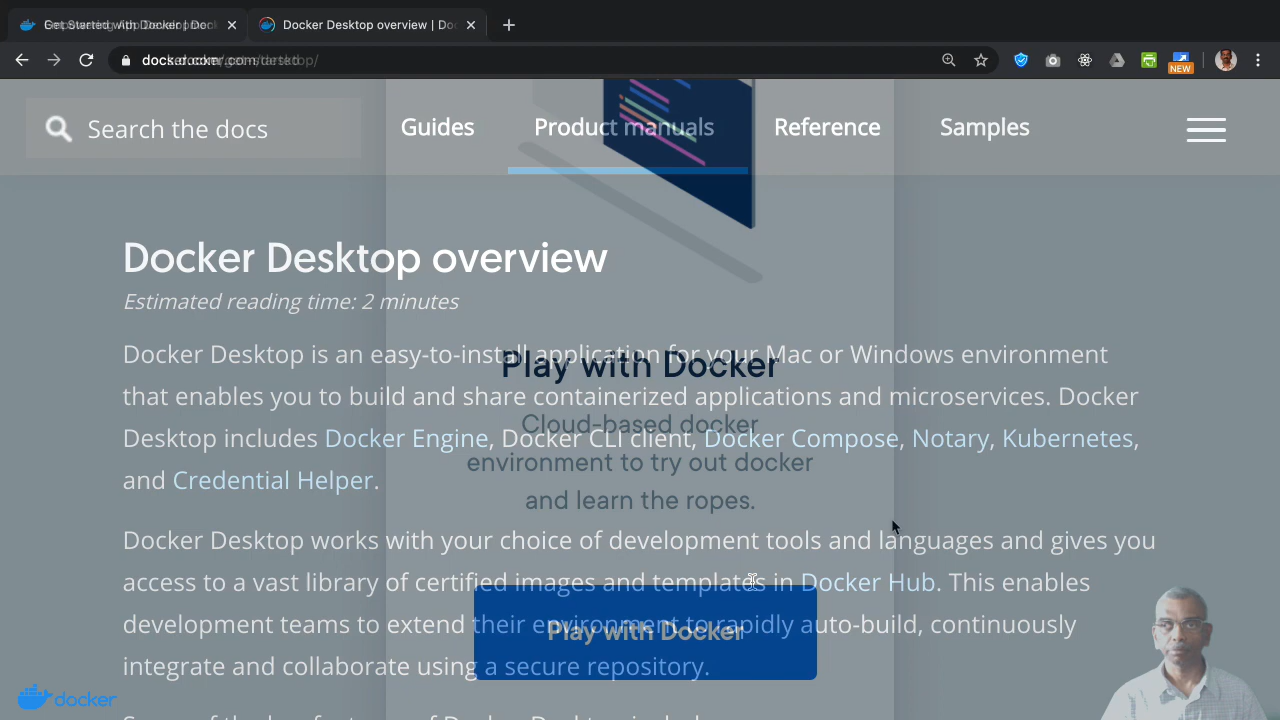 Docker Desktop overview | Do
NEW
Search the docs
Guides
Product manuals
Reference
Samples
Docker Desktop overview
Estimated reading time: 2 minutes
Docker Desktop is an easy-to-install application for your Mac or Windows environment
that enables you to build and share containerized applications and microservices. Docker
Desktop includes Docker Engine, Docker CLI client, Docker Compose, Notary, Kubernetes,
and Credential Helper.
Docker Desktop works with your choice of development tools and languages and gives you
access to a vast library of certified images and templates in Docker Hub. This enables
development teams to extend their environment to rapidly auto-build, continuously
integrate and collaborate using a secure repository.
Play with Docker
Cloud-based docker
environment to try out docker
and learn the ropes.
Play with Docker
docker